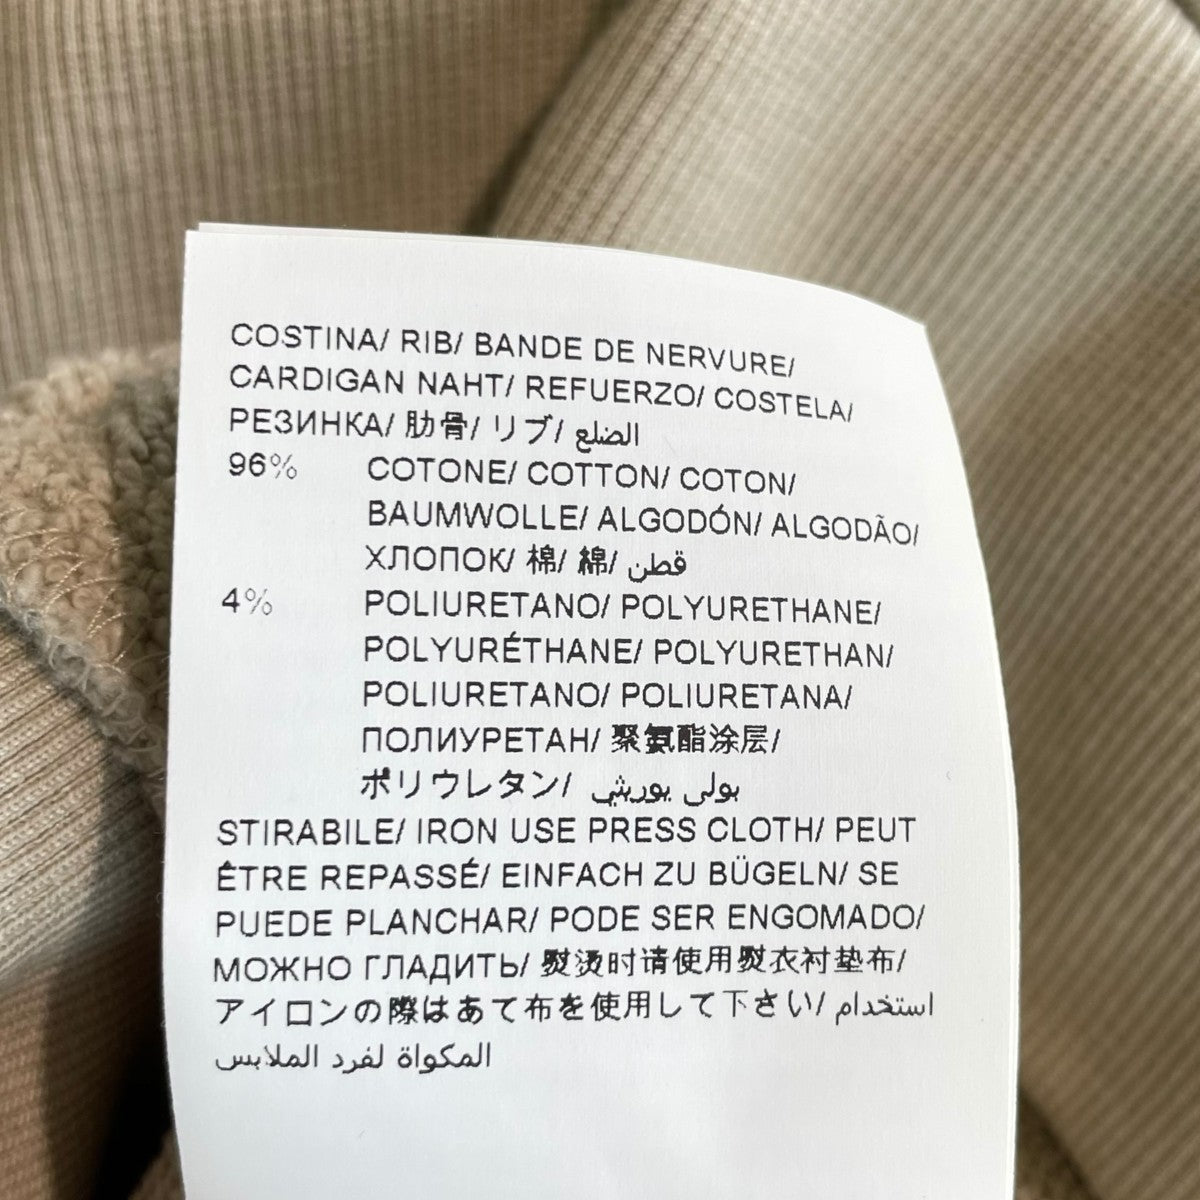 COSTINA/ RIB/ BANDE DE NERVURE/
CARDIGAN NAHT/ REFUERZO/ COSTELA/
РЕЗИНКА/ 肋骨/ リブ/ الضلع
96% COTONE/ COTTON/ COTON/
BAUMWOLLE/ ALGODÓN/ ALGODÃO/
ХЛОПОК/ 棉/ 綿/ قطن
4% POLIURETANO/ POLYURETHANE/
POLYURÉTHANE/ POLYURETHAN/
POLIURETANO/ POLIURETANA/
ПОЛИУРЕТАН/ 聚氨酯涂层/
ポリウレタン/ بولي يوريثي
STIRABILE/ IRON USE PRESS CLOTH/ PEUT
ÊTRE REPASSÉ/ EINFACH ZU BÜGELN/ SE
PUEDE PLANCHAR/ PODE SER ENGOMADO/
МОЖНО ГЛАДИТЬ/ 熨烫时请使用熨衣衬垫布/
アイロンの際はあて布を使用して下さい/ استخدام
المكواة لفرد الملابس